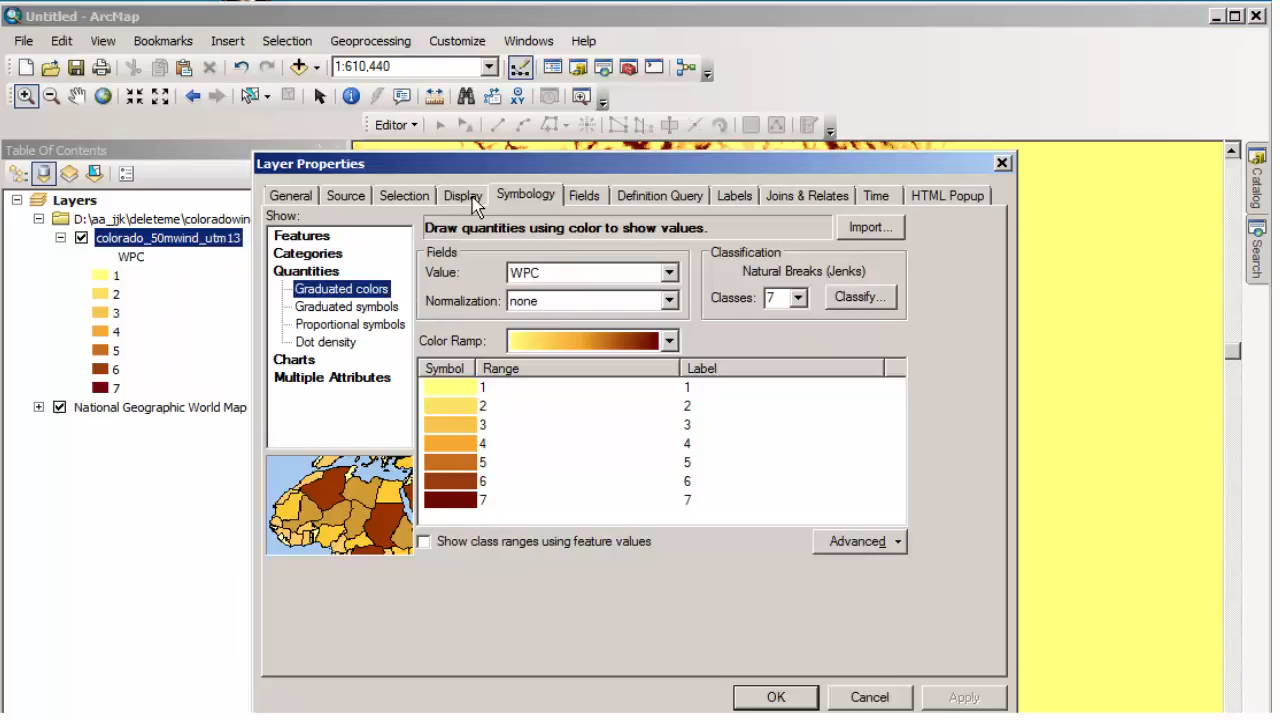 Untitled - ArcMap
File Edit View Bookmarks Insert Selection Geoprocessing Customize Windows Help
1:610,440
Editor
Table Of Contents
Layers
D:\aa_jjk\deleteme\coloradowin
colorado_50mwind_utm13
WPC
1
2
3
4
5
6
7
National Geographic World Map
Layer Properties
General Source Selection Display Symbology Fields Definition Query Labels Joins & Relates Time HTML Popup
Show:
Features
Categories
Quantities
Graduated colors
Graduated symbols
Proportional symbols
Dot density
Charts
Multiple Attributes
Draw quantities using color to show values.
Import...
Fields
Value: WPC
Normalization: none
Classification
Natural Breaks (Jenks)
Classes: 7 Classify...
Color Ramp:
Symbol Range Label
1 1
2 2
3 3
4 4
5 5
6 6
7 7
Show class ranges using feature values
Advanced
OK Cancel Apply
Catalog
Search